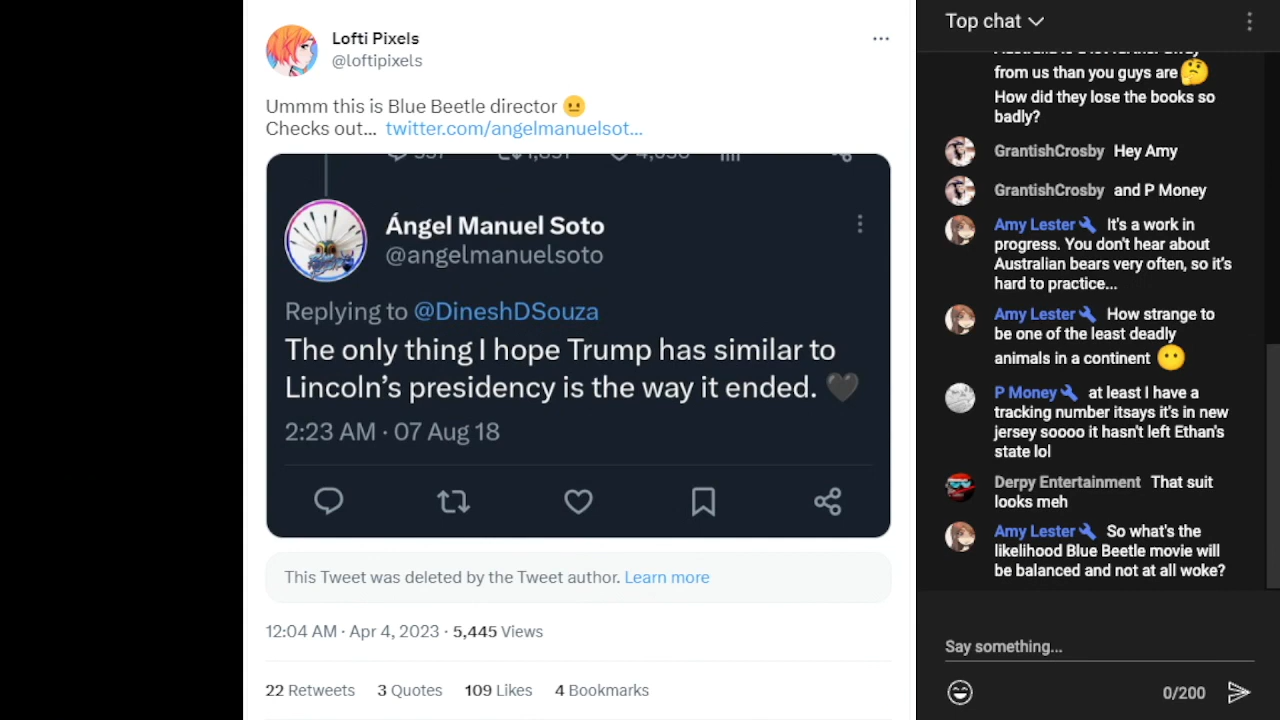 Lofti Pixels
@loftipixels
Ummm this is Blue Beetle director 😐
Checks out... twitter.com/angelmanuelsot...
Ángel Manuel Soto
@angelmanuelsoto
Replying to @DineshDSouza
The only thing I hope Trump has similar to
Lincoln's presidency is the way it ended. 🖤
2:23 AM · 07 Aug 18
This Tweet was deleted by the Tweet author. Learn more
12:04 AM · Apr 4, 2023 · 5,445 Views
22 Retweets 3 Quotes 109 Likes 4 Bookmarks
Top chat
from us than you guys are 🤔
How did they lose the books so
badly?
GrantishCrosby Hey Amy
GrantishCrosby and P Money
Amy Lester It's a work in
progress. You don't hear about
Australian bears very often, so it's
hard to practice...
Amy Lester How strange to
be one of the least deadly
animals in a continent 😶
P Money at least I have a
tracking number itsays it's in new
jersey soooo it hasn't left Ethan's
state lol
Derpy Entertainment That suit
looks meh
Amy Lester So what's the
likelihood Blue Beetle movie will
be balanced and not at all woke?
Say something...
0/200